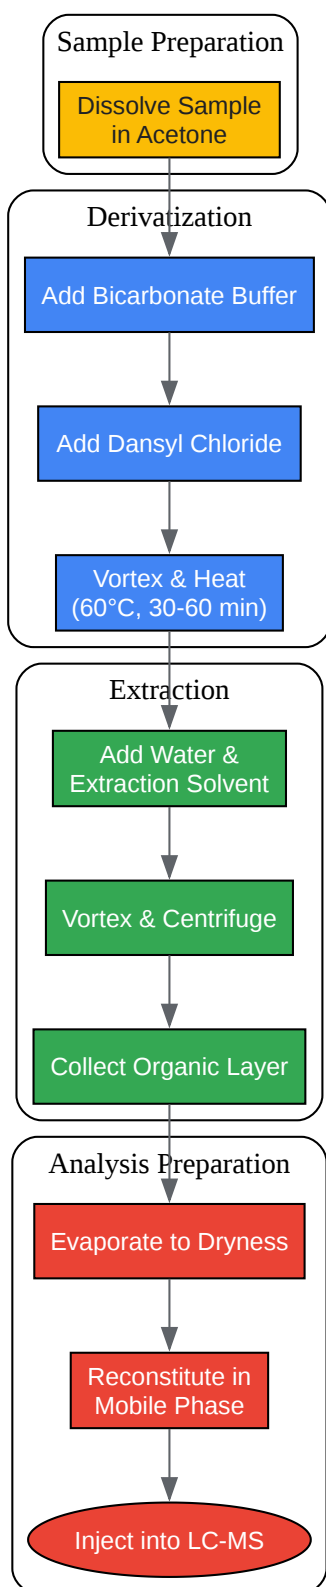 Sample Preparation
Dissolve Sample
in Acetone
Derivatization
Add Bicarbonate Buffer
Add Dansyl Chloride
Vortex & Heat
(60°C, 30-60 min)
Extraction
Add Water &
Extraction Solvent
Vortex & Centrifuge
Collect Organic Layer
Analysis Preparation
Evaporate to Dryness
Reconstitute in
Mobile Phase
Inject into LC-MS